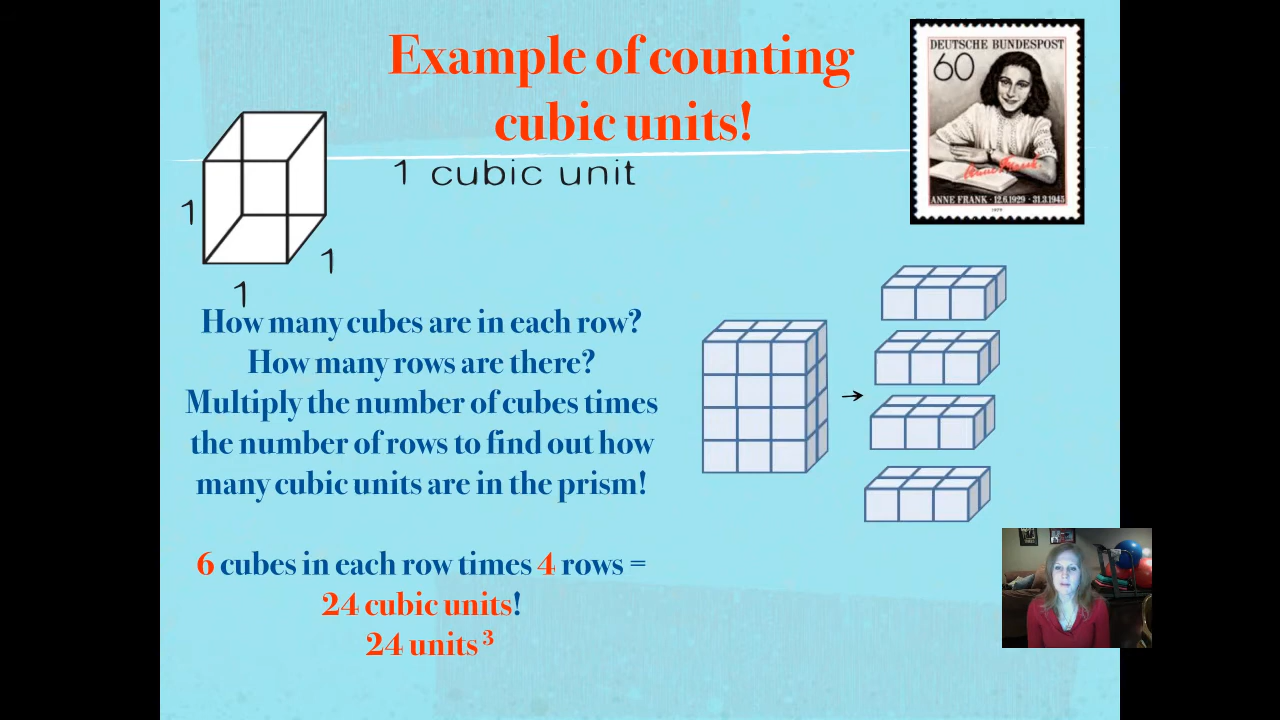 Example of counting
cubic units!
1 cubic unit
1
1
1
DEUTSCHE BUNDESPOST
60
Anne Frank.
ANNE FRANK · 12.6.1929 · 31.3.1945
1979
How many cubes are in each row?
How many rows are there?
Multiply the number of cubes times
the number of rows to find out how
many cubic units are in the prism!
6 cubes in each row times 4 rows =
24 cubic units!
24 units³